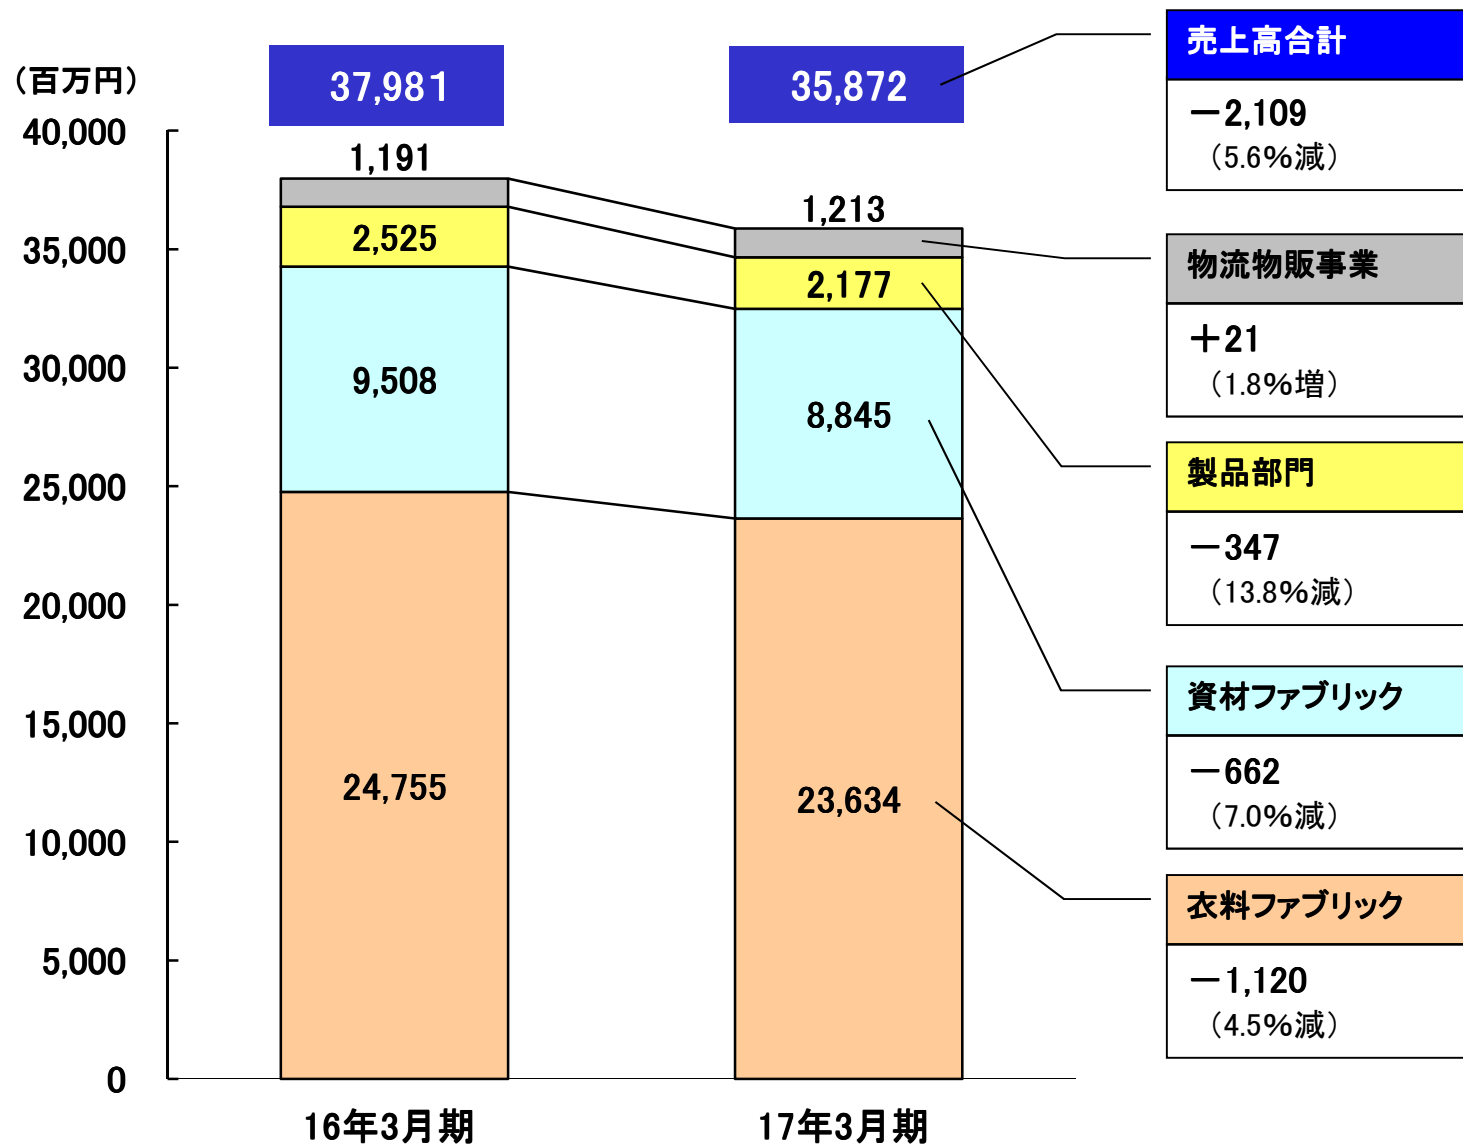 （百万円）
40,000
35,000
30,000
25,000
20,000
15,000
10,000
5,000
0
37,981
1,191
2,525
9,508
24,755
16年3月期
35,872
1,213
2,177
8,845
23,634
17年3月期
売上高合計
－2,109
（5.6％減）
物流物販事業
＋21
（1.8％増）
製品部門
－347
（13.8％減）
資材ファブリック
－662
（7.0％減）
衣料ファブリック
－1,120
（4.5％減）